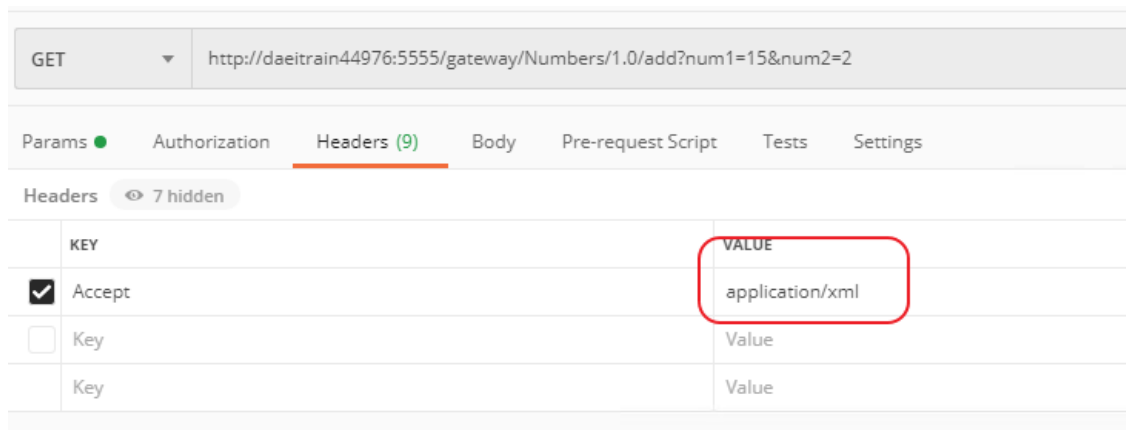 GET http://daeitrain44976:5555/gateway/Numbers/1.0/add?num1=15&num2=2
Params Authorization Headers (9) Body Pre-request Script Tests Settings
Headers 7 hidden
KEY VALUE
Accept application/xml
Key Value
Key Value